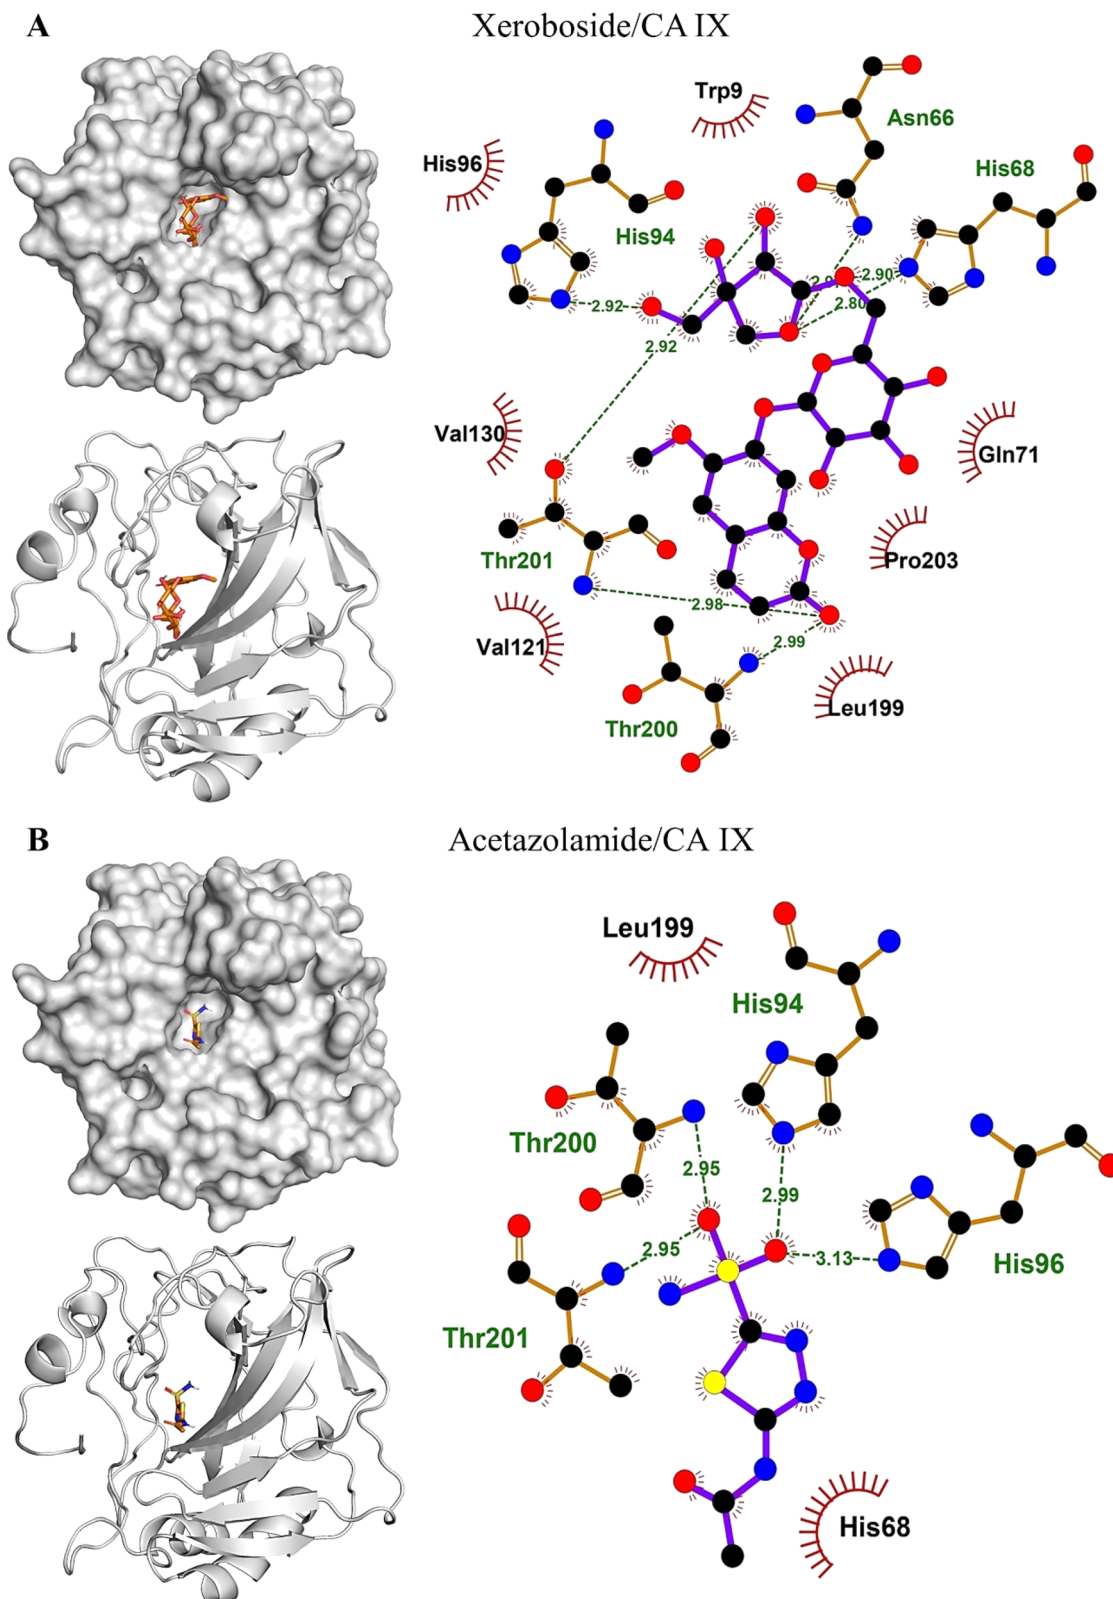 A
Xeroboside/CA IX
Trp9
Asn66
His96
His68
His94
2.90
2.80
2.92
2.92
Val130
Gln71
Thr201
Pro203
2.98
Val121
2.99
Leu199
Thr200
B
Acetazolamide/CA IX
Leu199
His94
Thr200
2.95
2.99
2.95
3.13
His96
Thr201
His68